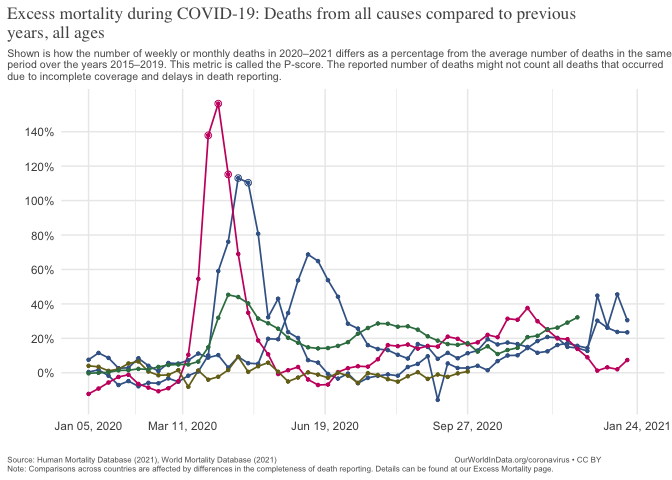 Excess mortality during COVID-19: Deaths from all causes compared to previous
years, all ages
Shown is how the number of weekly or monthly deaths in 2020–2021 differs as a percentage from the average number of deaths in the same
period over the years 2015–2019. This metric is called the P-score. The reported number of deaths might not count all deaths that occurred
due to incomplete coverage and delays in death reporting.
140%
120%
100%
80%
60%
40%
20%
0%
Jan 05, 2020 Mar 11, 2020 Jun 19, 2020 Sep 27, 2020 Jan 24, 2021
Source: Human Mortality Database (2021), World Mortality Database (2021) OurWorldInData.org/coronavirus • CC BY
Note: Comparisons across countries are affected by differences in the completeness of death reporting. Details can be found at our Excess Mortality page.